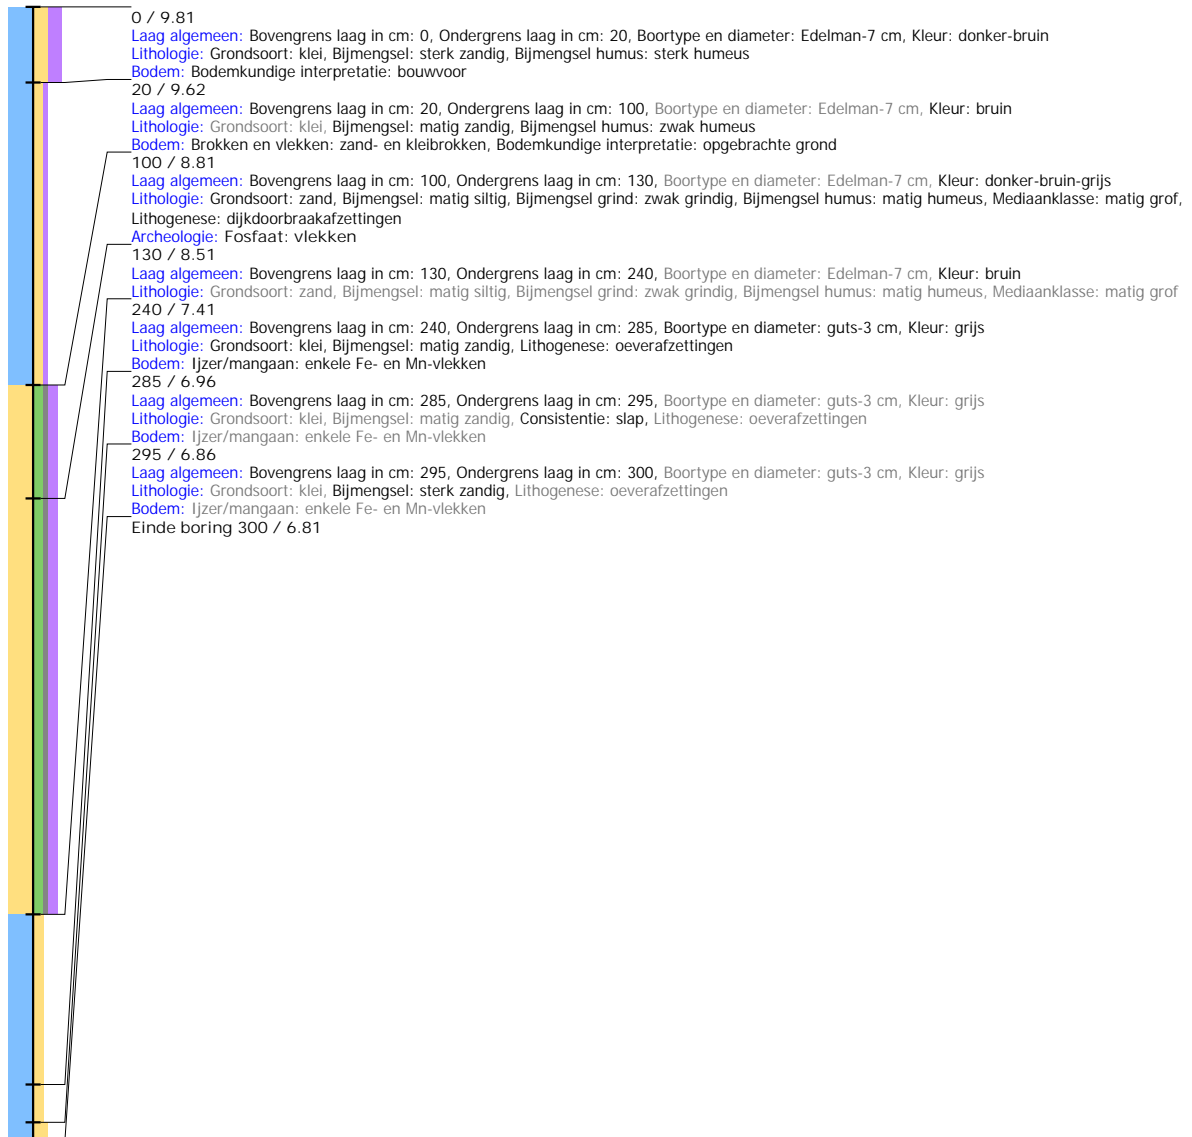 0 / 9.81
Laag algemeen: Bovengrens laag in cm: 0, Ondergrens laag in cm: 20, Boortype en diameter: Edelman-7 cm, Kleur: donker-bruin
Lithologie: Grondsoort: klei, Bijmengsel: sterk zandig, Bijmengsel humus: sterk humeus
Bodem: Bodemkundige interpretatie: bouwvoor
20 / 9.62
Laag algemeen: Bovengrens laag in cm: 20, Ondergrens laag in cm: 100, Boortype en diameter: Edelman-7 cm, Kleur: bruin
Lithologie: Grondsoort: klei, Bijmengsel: matig zandig, Bijmengsel humus: zwak humeus
Bodem: Brokken en vlekken: zand- en kleibrokken, Bodemkundige interpretatie: opgebrachte grond
100 / 8.81
Laag algemeen: Bovengrens laag in cm: 100, Ondergrens laag in cm: 130, Boortype en diameter: Edelman-7 cm, Kleur: donker-bruin-grijs
Lithologie: Grondsoort: zand, Bijmengsel: matig siltig, Bijmengsel grind: zwak grindig, Bijmengsel humus: matig humeus, Mediaanklasse: matig grof,
Lithogenese: dijkdoorbraakafzettingen
Archeologie: Fosfaat: vlekken
130 / 8.51
Laag algemeen: Bovengrens laag in cm: 130, Ondergrens laag in cm: 240, Boortype en diameter: Edelman-7 cm, Kleur: bruin
Lithologie: Grondsoort: zand, Bijmengsel: matig siltig, Bijmengsel grind: zwak grindig, Bijmengsel humus: matig humeus, Mediaanklasse: matig grof
240 / 7.41
Laag algemeen: Bovengrens laag in cm: 240, Ondergrens laag in cm: 285, Boortype en diameter: guts-3 cm, Kleur: grijs
Lithologie: Grondsoort: klei, Bijmengsel: matig zandig, Lithogenese: oeverafzettingen
Bodem: Ijzer/mangaan: enkele Fe- en Mn-vlekken
285 / 6.96
Laag algemeen: Bovengrens laag in cm: 285, Ondergrens laag in cm: 295, Boortype en diameter: guts-3 cm, Kleur: grijs
Lithologie: Grondsoort: klei, Bijmengsel: matig zandig, Consistentie: slap, Lithogenese: oeverafzettingen
Bodem: Ijzer/mangaan: enkele Fe- en Mn-vlekken
295 / 6.86
Laag algemeen: Bovengrens laag in cm: 295, Ondergrens laag in cm: 300, Boortype en diameter: guts-3 cm, Kleur: grijs
Lithologie: Grondsoort: klei, Bijmengsel: sterk zandig, Lithogenese: oeverafzettingen
Bodem: Ijzer/mangaan: enkele Fe- en Mn-vlekken
Einde boring 300 / 6.81